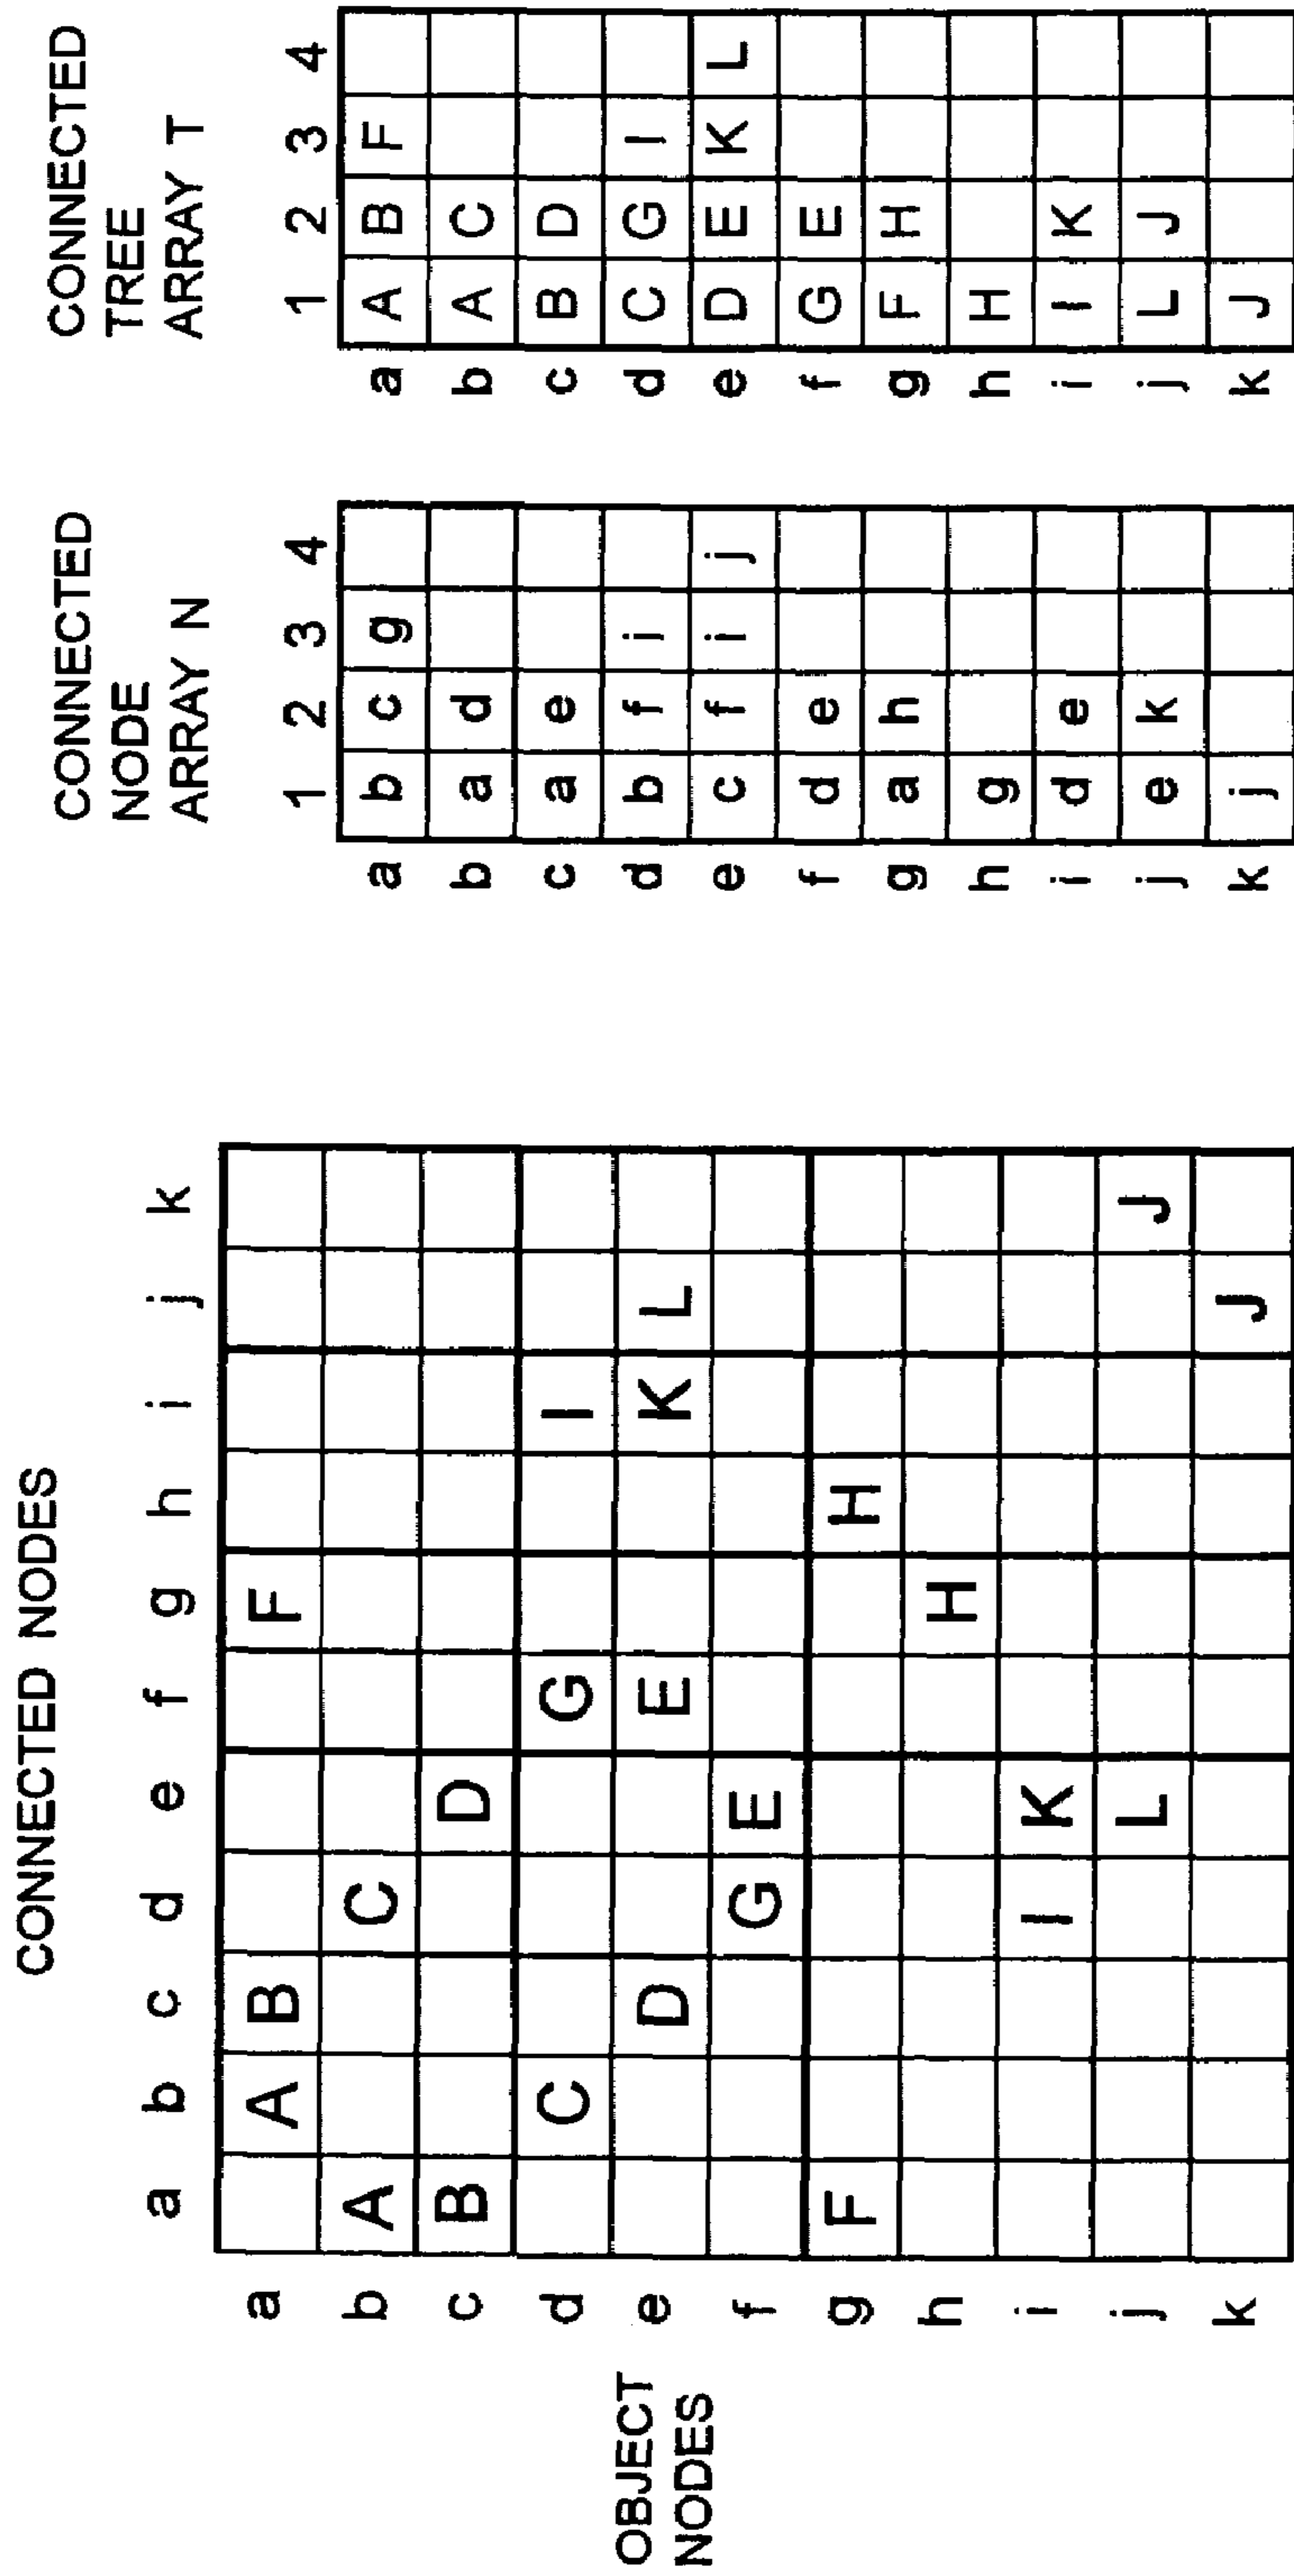 CONNECTED NODES
a b c d e f g h i j k
OBJECT
NODES
a A B F
b A C
c B D
d C G I
e D E K L
f G E
g F H
h H
i I K
j L J
k J
CONNECTED
NODE
ARRAY N
1 2 3 4
a b c g
b a d
c a e
d b f i
e c f i j
f d e
g a h
h g
i d e
j e k
k j
CONNECTED
TREE
ARRAY T
1 2 3 4
a A B F
b A C
c B D
d C G I
e D E K L
f G E
g F H
h H
i I K
j L J
k J